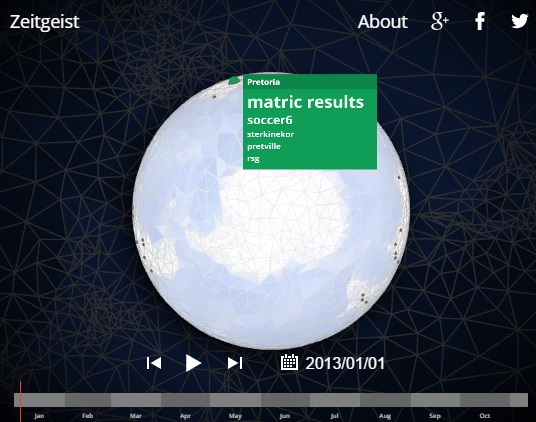 Zeitgeist
About
g+
f
Pretoria
matric results
soccer6
sterkinekor
pretville
rsg
2013/01/01
Jan Feb Mar Apr May Jun Jul Aug Sep Oct